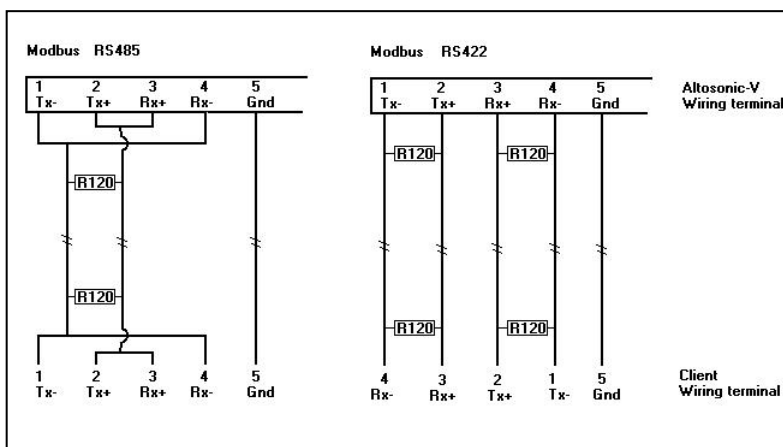 Modbus RS485
1 2 3 4 5
Tx- Tx+ Rx+ Rx- Gnd
R120
R120
1 2 3 4 5
Tx- Tx+ Rx+ Rx- Gnd
Modbus RS422
1 2 3 4 5
Tx- Tx+ Rx+ Rx- Gnd
R120 R120
R120 R120
4 3 2 1 5
Rx- Rx+ Tx+ Tx- Gnd
Altosonic-V
Wiring terminal
Client
Wiring terminal